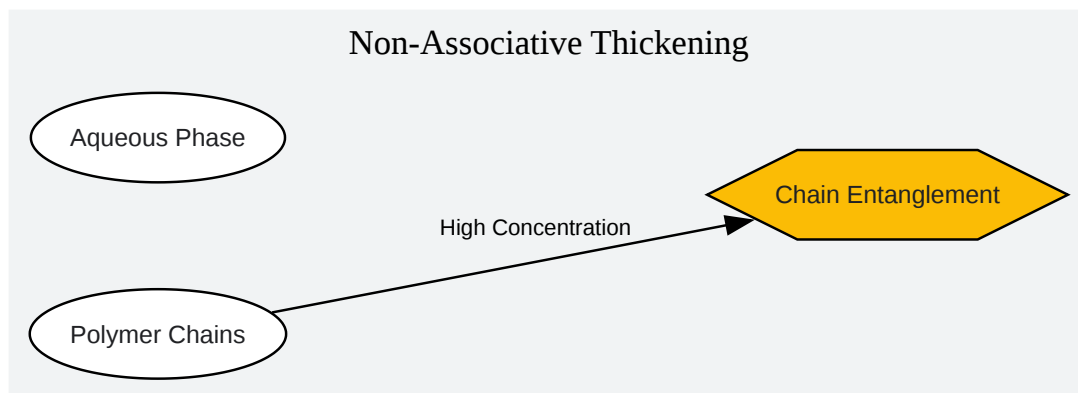 Non-Associative Thickening
Aqueous Phase
Chain Entanglement
High Concentration
Polymer Chains